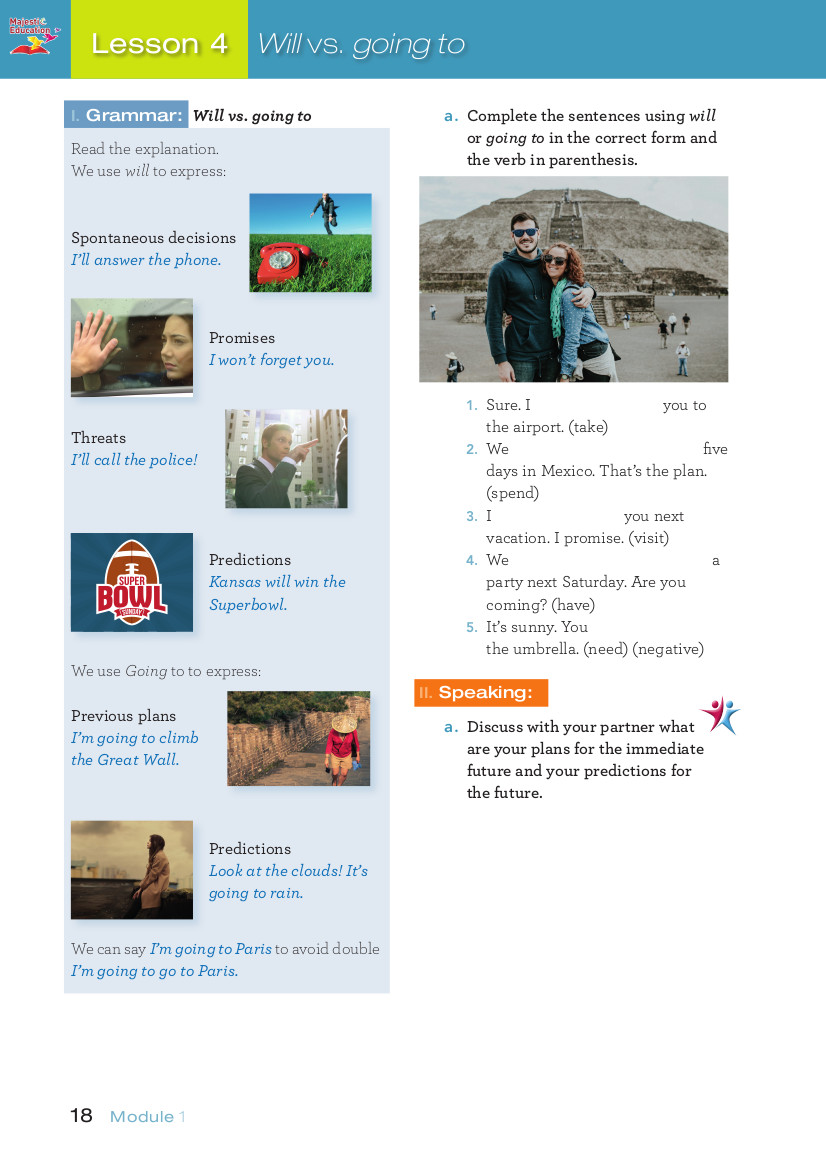 Majestic
Education
Lesson 4
Will vs. going to
I. Grammar: Will vs. going to
Read the explanation.
We use will to express:
Spontaneous decisions
I'll answer the phone.
Promises
I won't forget you.
Threats
I'll call the police!
SUPER
BOWL
SUNDAY
Predictions
Kansas will win the
Superbowl.
We use Going to to express:
Previous plans
I'm going to climb
the Great Wall.
Predictions
Look at the clouds! It's
going to rain.
We can say I'm going to Paris to avoid double
I'm going to go to Paris.
a. Complete the sentences using will
or going to in the correct form and
the verb in parenthesis.
1. Sure. I you to
the airport. (take)
2. We five
days in Mexico. That's the plan.
(spend)
3. I you next
vacation. I promise. (visit)
4. We a
party next Saturday. Are you
coming? (have)
5. It's sunny. You
the umbrella. (need) (negative)
II. Speaking:
a. Discuss with your partner what
are your plans for the immediate
future and your predictions for
the future.
18 Module 1